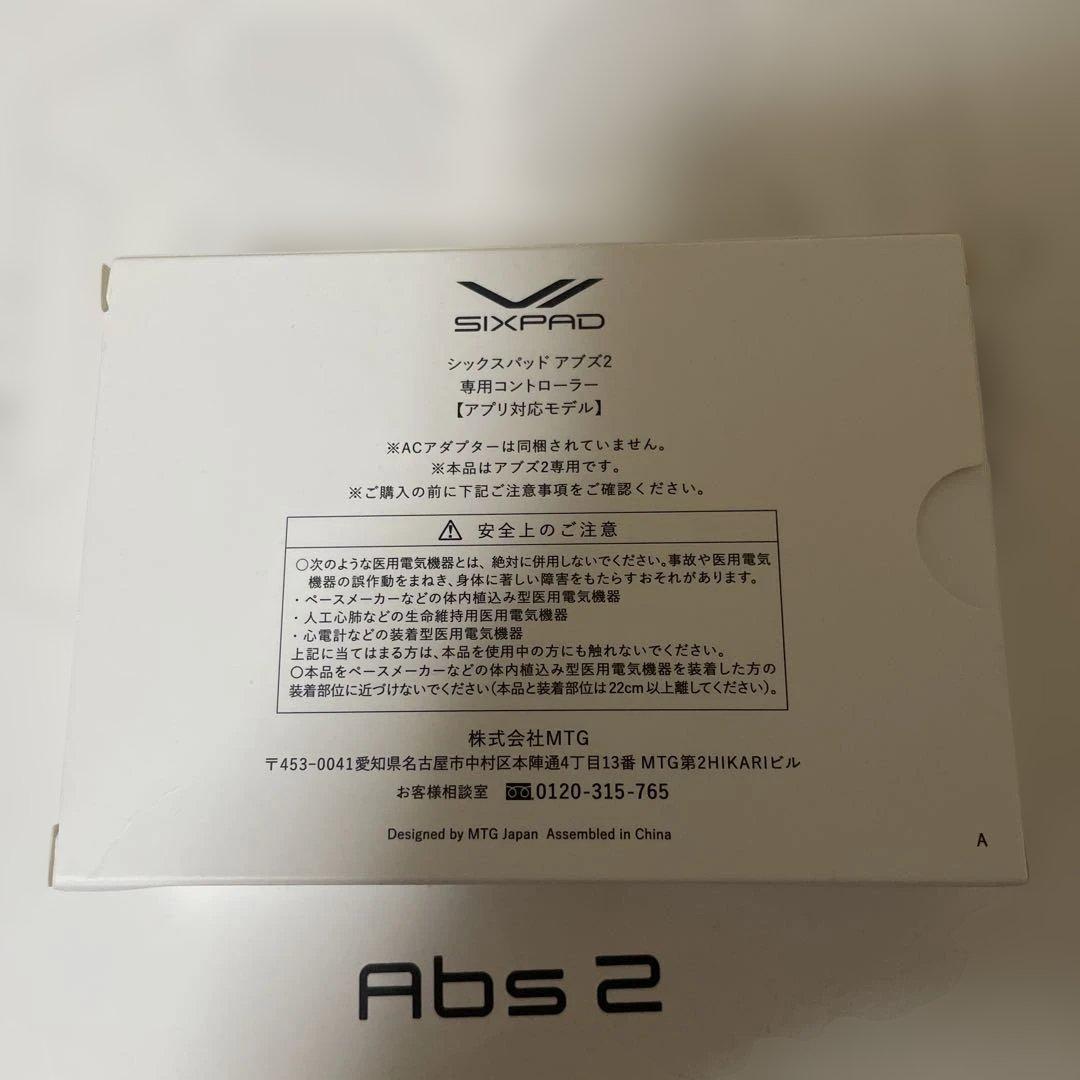 SIXPAD
シックスパッド アブズ2
専用コントローラー
【アプリ対応モデル】
※ACアダプターは同梱されていません。
※本品はアブズ2専用です。
※ご購入の前に下記ご注意事項をご確認ください。
安全上のご注意
○次のような医用電気機器とは、絶対に併用しないでください。事故や医用電気
機器の誤作動をまねき、身体に著しい障害をもたらすおそれがあります。
・ペースメーカーなどの体内植込み型医用電気機器
・人工心肺などの生命維持用医用電気機器
・心電計などの装着型医用電気機器
上記に当てはまる方は、本品を使用中の方にも触れないでください。
○本品をペースメーカーなどの体内植込み型医用電気機器を装着した方の
装着部位に近づけないでください(本品と装着部位は22cm以上離してください)。
株式会社MTG
〒453-0041愛知県名古屋市中村区本陣通4丁目13番 MTG第2HIKARIビル
お客様相談室 0120-315-765
Designed by MTG Japan Assembled in China
A
Abs 2